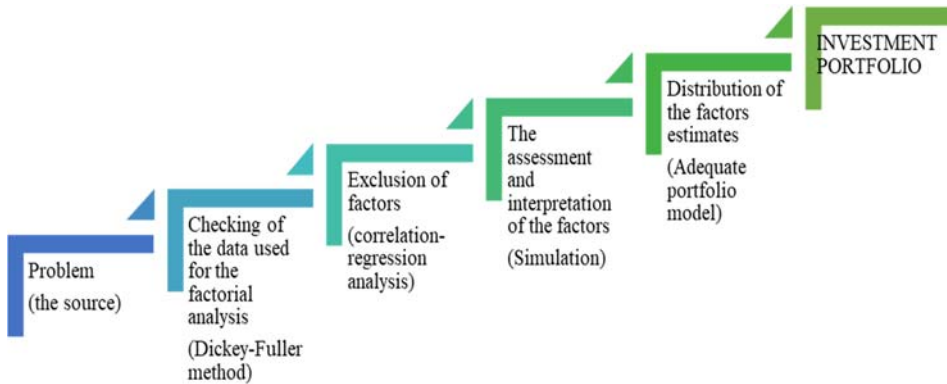 Problem
(the source)
Checking of
the data used
for the
factorial
analysis
(Dickey-Fuller
method)
Exclusion of
factors
(correlation-
regression
analysis)
The
assessment
and
interpretation
of the factors
(Simulation)
Distribution of
the factors
estimates
(Adequate
portfolio
model)
INVESTMENT
PORTFOLIO